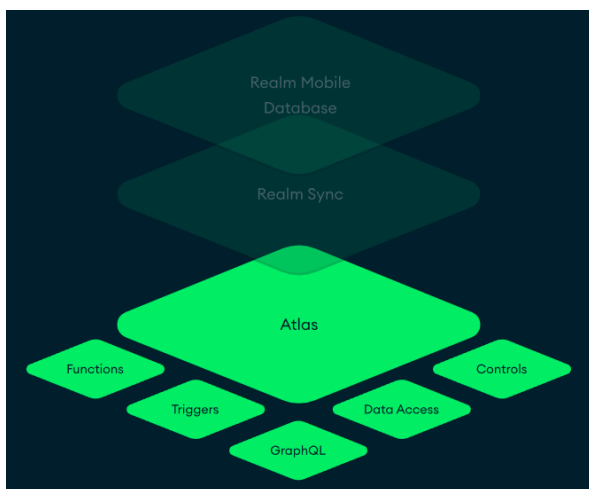 Realm Mobile
Database
Realm Sync
Atlas
Functions
Controls
Triggers
Data Access
GraphQL